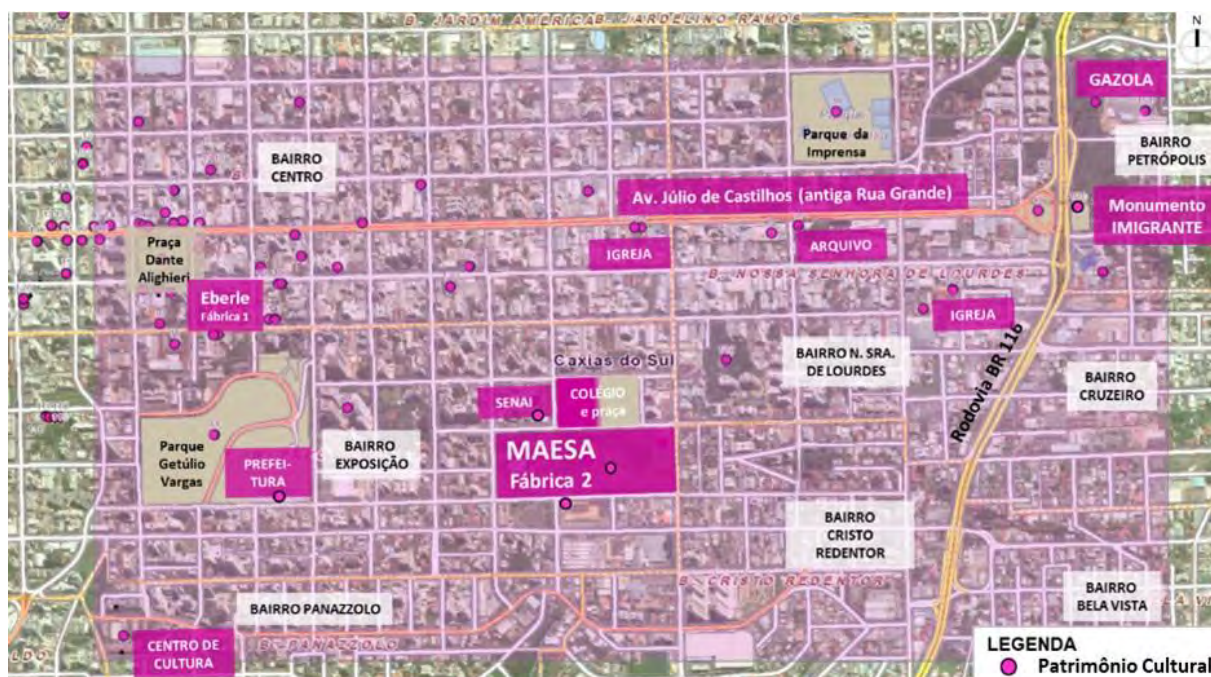 B. JARDIM AMERICA
B. JARDELINO RAMOS
N
GAZOLA
Parque da
Imprensa
BAIRRO
PETRÓPOLIS
BAIRRO
CENTRO
Av. Júlio de Castilhos (antiga Rua Grande)
Monumento
IMIGRANTE
Praça
Dante
Alighieri
IGREJA
ARQUIVO
B. NOSSA SENHORA DE LOURDES
Eberle
Fábrica 1
IGREJA
Rodovia BR 116
Caxias do Sul
BAIRRO N. SRA.
DE LOURDES
BAIRRO
CRUZEIRO
SENAI
COLÉGIO
e praça
Parque
Getúlio
Vargas
PREFEI-
TURA
BAIRRO
EXPOSIÇÃO
MAESA
Fábrica 2
BAIRRO
CRISTO
REDENTOR
B. CRISTO REDENTOR
BAIRRO
BELA VISTA
BAIRRO PANAZZOLO
B. PANAZZOLO
CENTRO DE
CULTURA
LEGENDA
Patrimônio Cultural